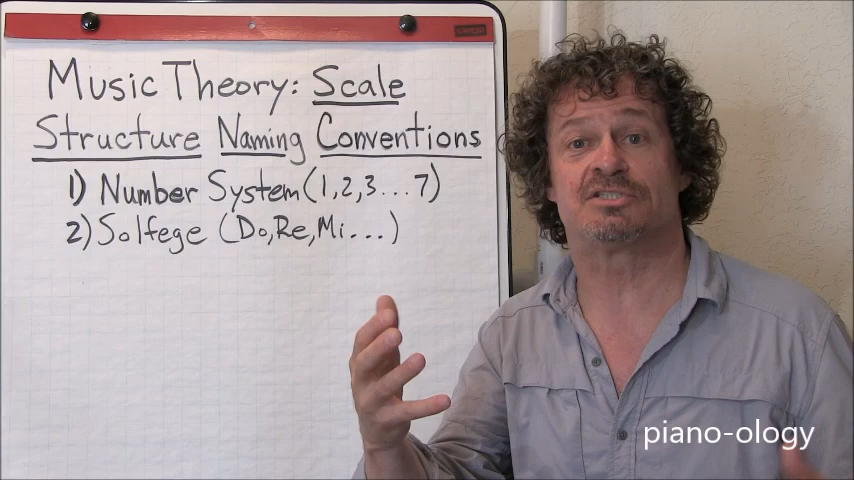 Music Theory: Scale
Structure Naming Conventions
1) Number System (1,2,3...7)
2) Solfege (Do, Re, Mi...)
piano-ology